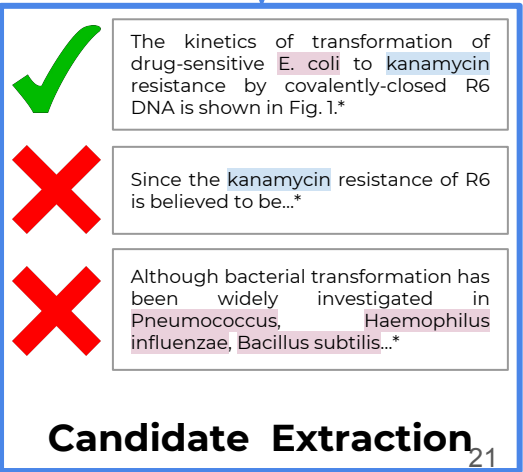 The kinetics of transformation of
drug-sensitive E. coli to kanamycin
resistance by covalently-closed R6
DNA is shown in Fig. 1.*
Since the kanamycin resistance of R6
is believed to be...*
Although bacterial transformation has
been widely investigated in
Pneumococcus, Haemophilus
influenzae, Bacillus subtilis...*
Candidate Extraction
21